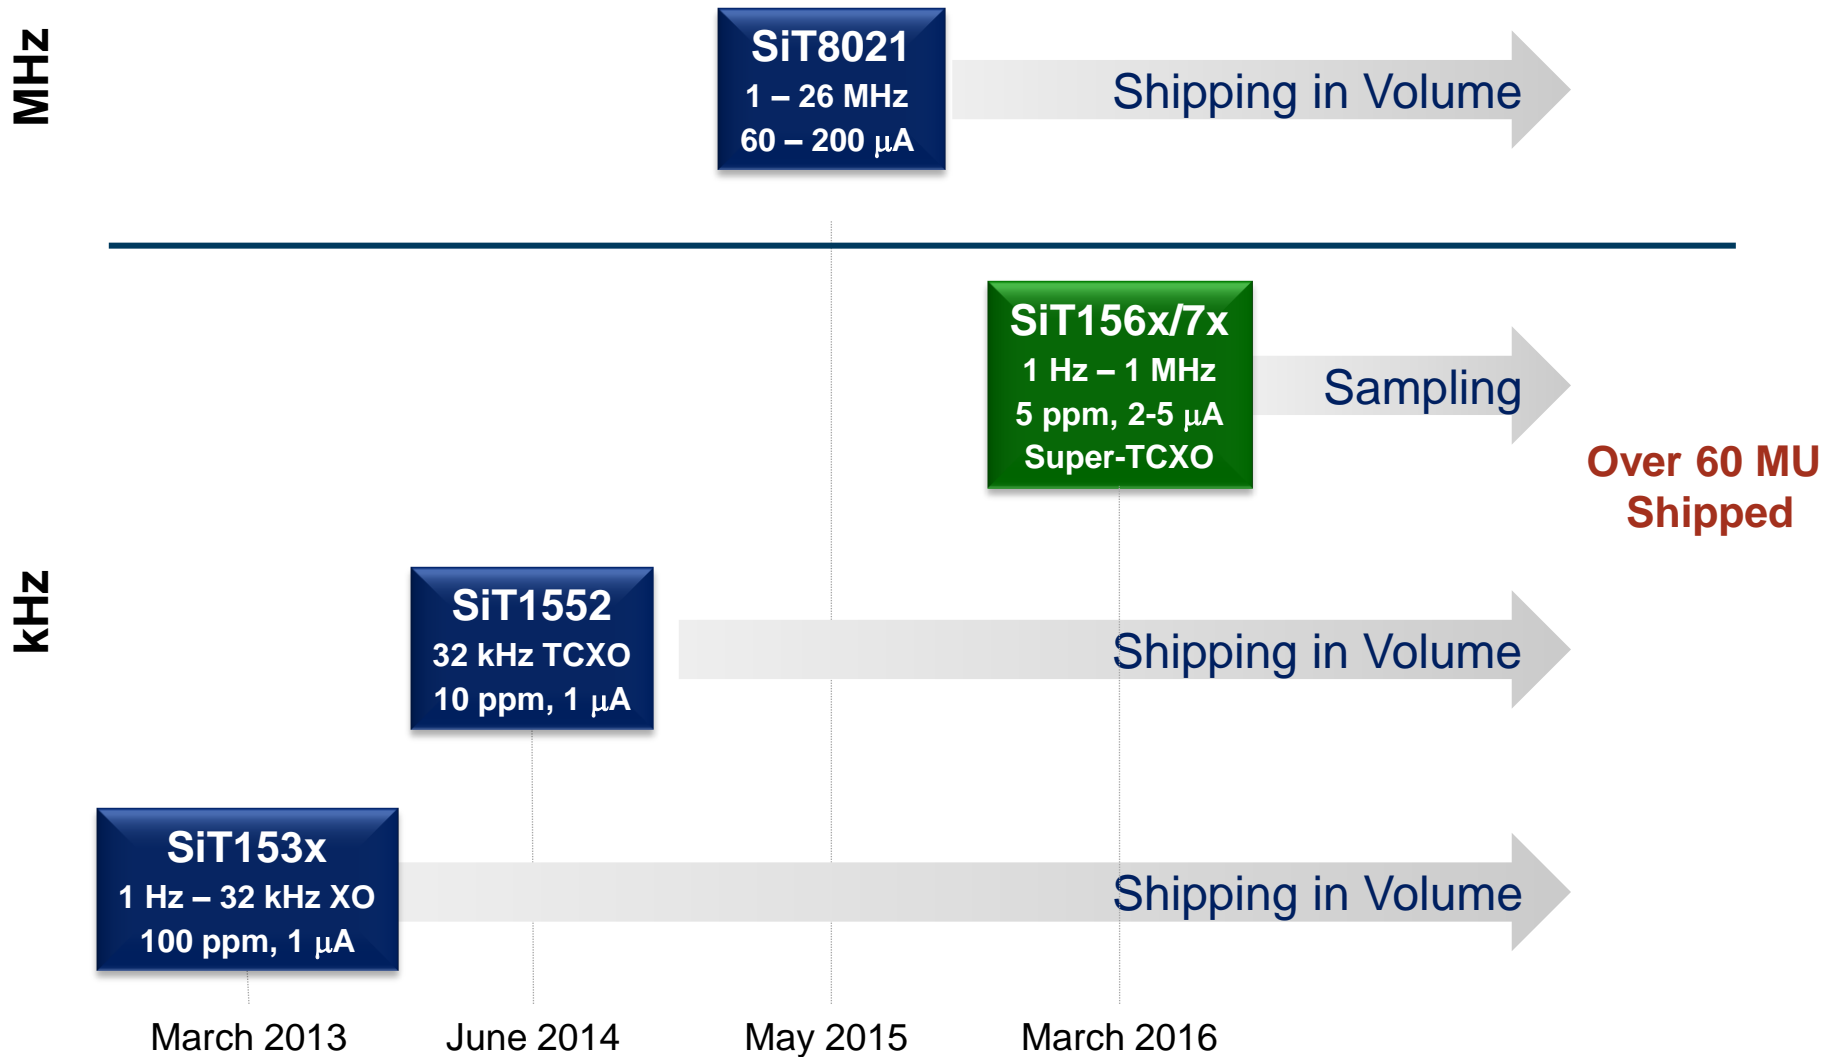 MHz
SiT8021
1 – 26 MHz
60 – 200 µA
Shipping in Volume
SiT156x/7x
1 Hz – 1 MHz
5 ppm, 2-5 µA
Super-TCXO
Sampling
Over 60 MU
Shipped
kHz
SiT1552
32 kHz TCXO
10 ppm, 1 µA
Shipping in Volume
SiT153x
1 Hz – 32 kHz XO
100 ppm, 1 µA
Shipping in Volume
March 2013
June 2014
May 2015
March 2016